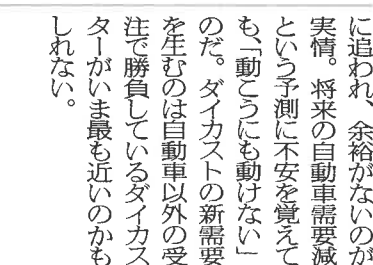 に追われ、余裕がないのが
実情。将来の自動車需要減
という予測に不安を覚えて
も、「動こうにも動けない」
のだ。ダイカストの新需要
を生むのは自動車以外の受
注で勝負しているダイカス
ターがいま最も近いのかも
しれない。